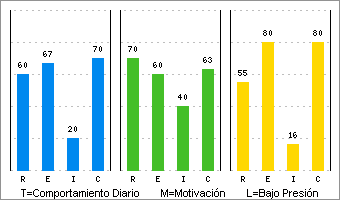 60 67 20 70
R E I C
70 60 40 63
R E I C
55 80 16 80
R E I C
T=Comportamiento Diario M=Motivación L=Bajo Presión